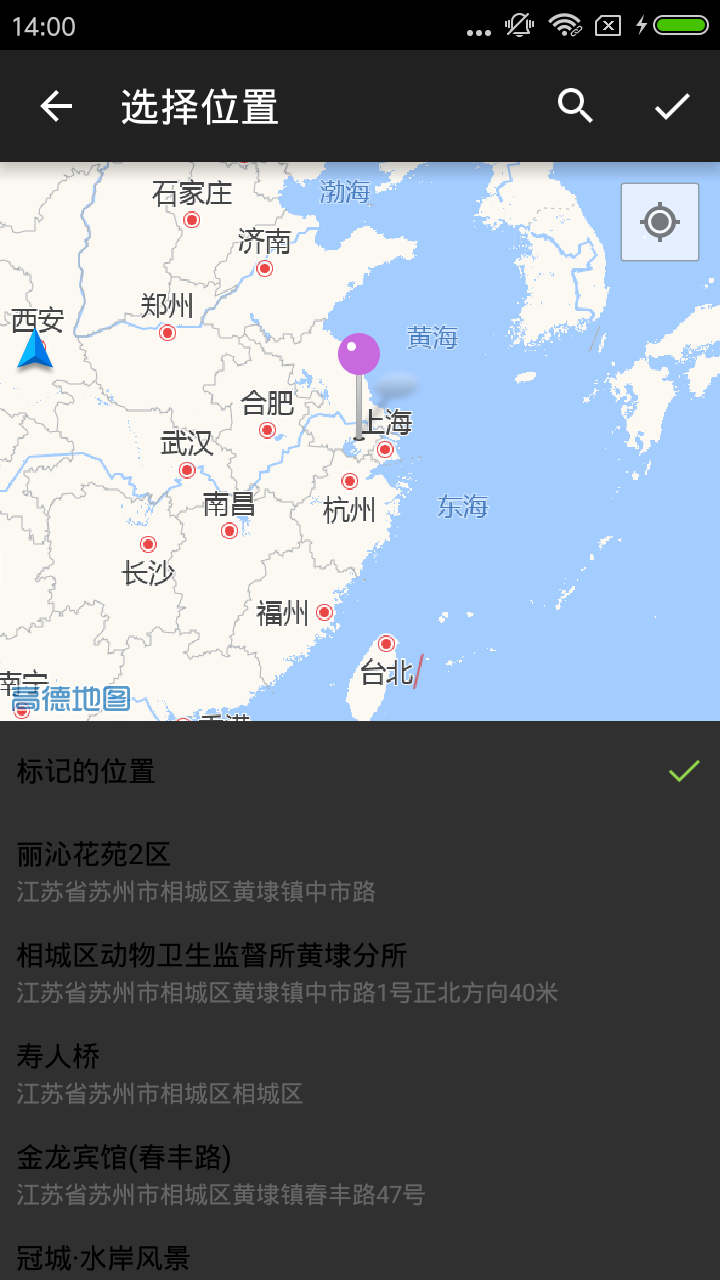 14:00
选择位置
石家庄
渤海
济南
郑州
西安
黄海
合肥
上海
武汉
南昌
杭州
东海
长沙
福州
台北
南宁
高德地图
香港
标记的位置
丽沁花苑2区
江苏省苏州市相城区黄埭镇中市路
相城区动物卫生监督所黄埭分所
江苏省苏州市相城区黄埭镇中市路1号正北方向40米
寿人桥
江苏省苏州市相城区相城区
金龙宾馆(春丰路)
江苏省苏州市相城区黄埭镇春丰路47号
冠城·水岸风景